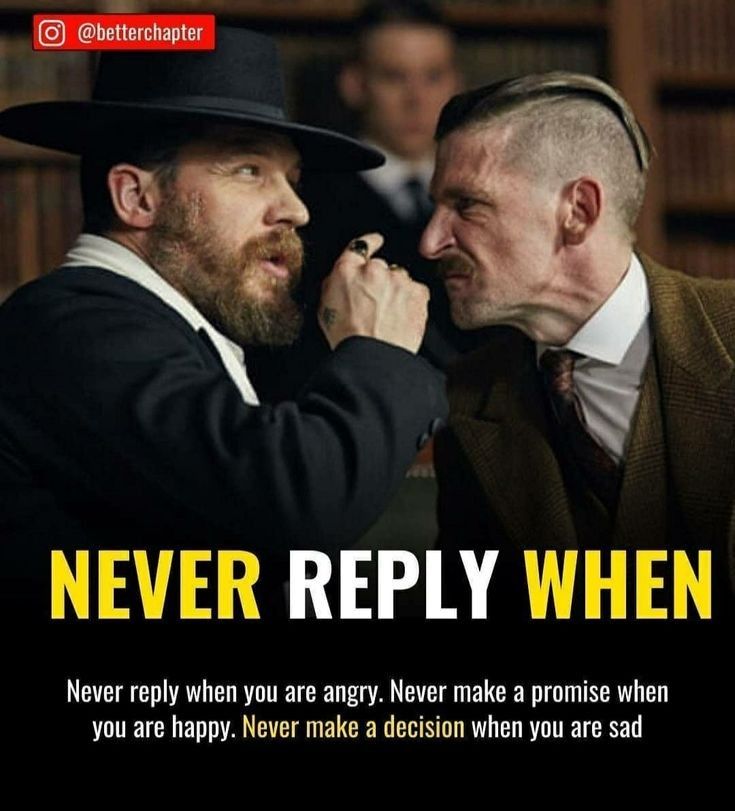 @betterchapter
NEVER REPLY WHEN
Never reply when you are angry. Never make a promise when
you are happy. Never make a decision when you are sad